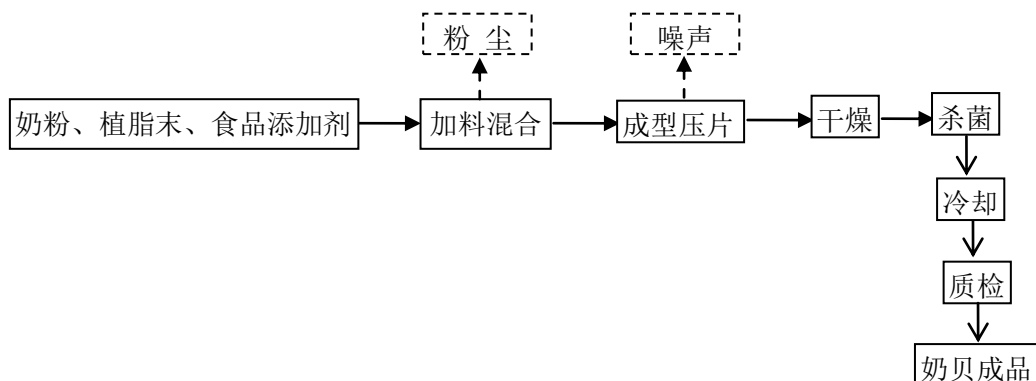 粉 尘
噪声
奶粉、植脂末、食品添加剂
加料混合
成型压片
干燥
杀菌
冷却
质检
奶贝成品